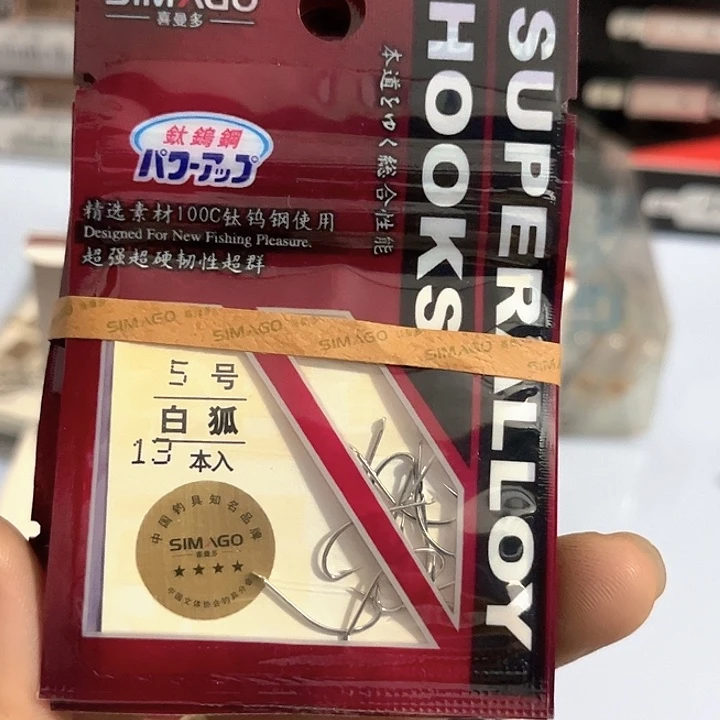 SIMAGO
喜曼多
本道をゆく総合性能
SUPER ALLOY
HOOKS
鈦鎢鋼
パワーアップ
精选素材100C钛钨钢使用
Designed For New Fishing Pleasure.
超强超硬韧性超群
SIMAGO
SIMAGO
SIMAGO
SIMAGO
5 号
白 狐
13 本入
中国钓具知名品牌
SIMAGO
喜曼多
★★★★